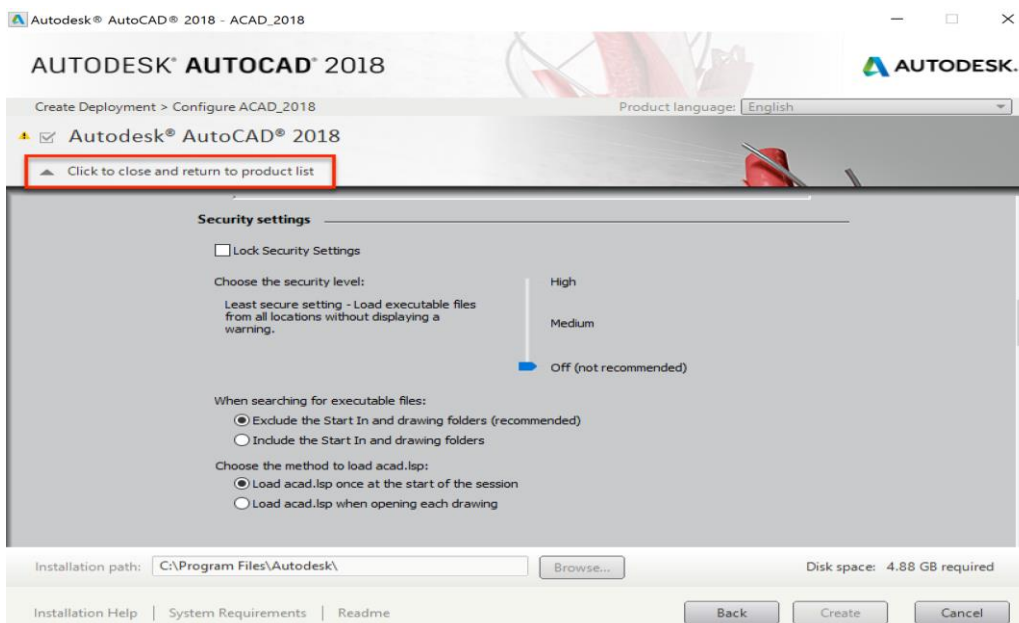 Autodesk® AutoCAD® 2018 - ACAD_2018
AUTODESK® AUTOCAD® 2018
AUTODESK.
Create Deployment > Configure ACAD_2018
Product language: English
Autodesk® AutoCAD® 2018
Click to close and return to product list
Security settings
Lock Security Settings
Choose the security level:
High
Least secure setting - Load executable files
from all locations without displaying a
warning.
Medium
Off (not recommended)
When searching for executable files:
Exclude the Start In and drawing folders (recommended)
Include the Start In and drawing folders
Choose the method to load acad.lsp:
Load acad.lsp once at the start of the session
Load acad.lsp when opening each drawing
Installation path: C:\Program Files\Autodesk\ Browse... Disk space: 4.88 GB required
Installation Help | System Requirements | Readme Back Create Cancel